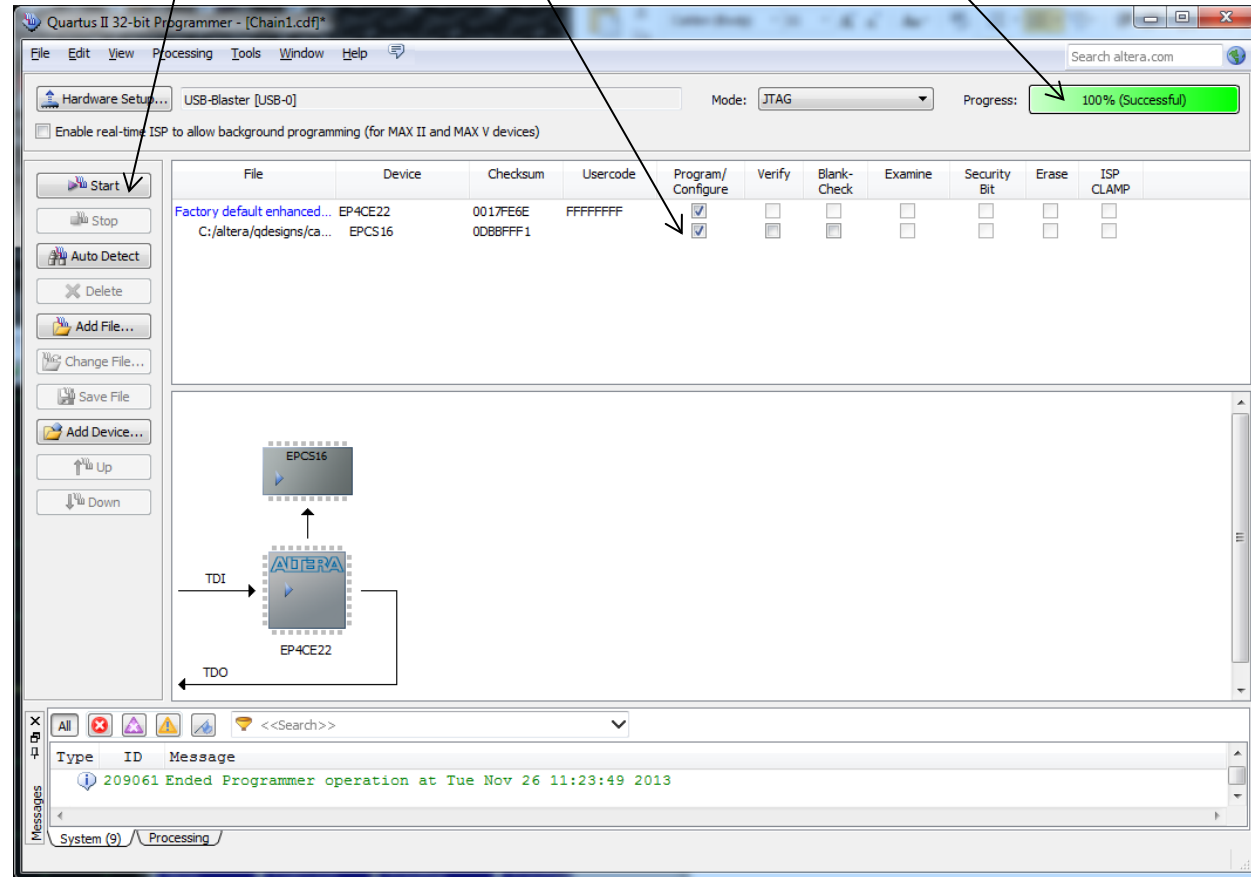 Quartus II 32-bit Programmer - [Chain1.cdf]*
File Edit View Processing Tools Window Help
Search altera.com
Hardware Setup... USB-Blaster [USB-0] Mode: JTAG Progress: 100% (Successful)
Enable real-time ISP to allow background programming (for MAX II and MAX V devices)
Start
Stop
Auto Detect
Delete
Add File...
Change File...
Save File
Add Device...
Up
Down
File Device Checksum Usercode Program/ Configure Verify Blank- Check Examine Security Bit Erase ISP CLAMP
Factory default enhanced... EP4CE22 0017FE6E FFFFFFFF
C:/altera/qdesigns/ca... EPCS16 0DBBFFF1
EPCS16
ALTERA
TDI
EP4CE22
TDO
All <<Search>>
Type ID Message
209061 Ended Programmer operation at Tue Nov 26 11:23:49 2013
Messages
System (9) Processing